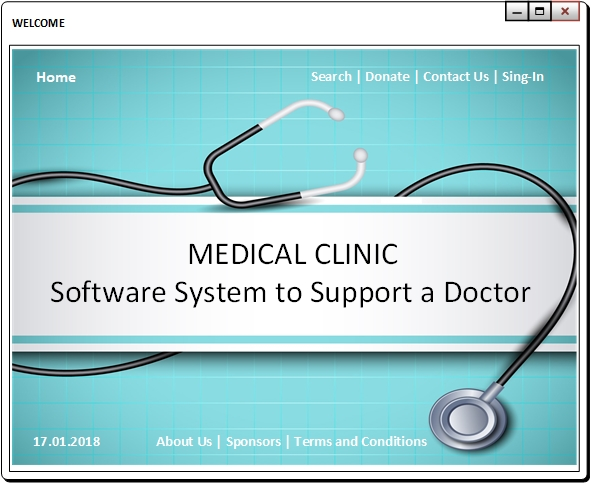 WELCOME
Home
Search | Donate | Contact Us | Sing-In
MEDICAL CLINIC
Software System to Support a Doctor
17.01.2018
About Us | Sponsors | Terms and Conditions